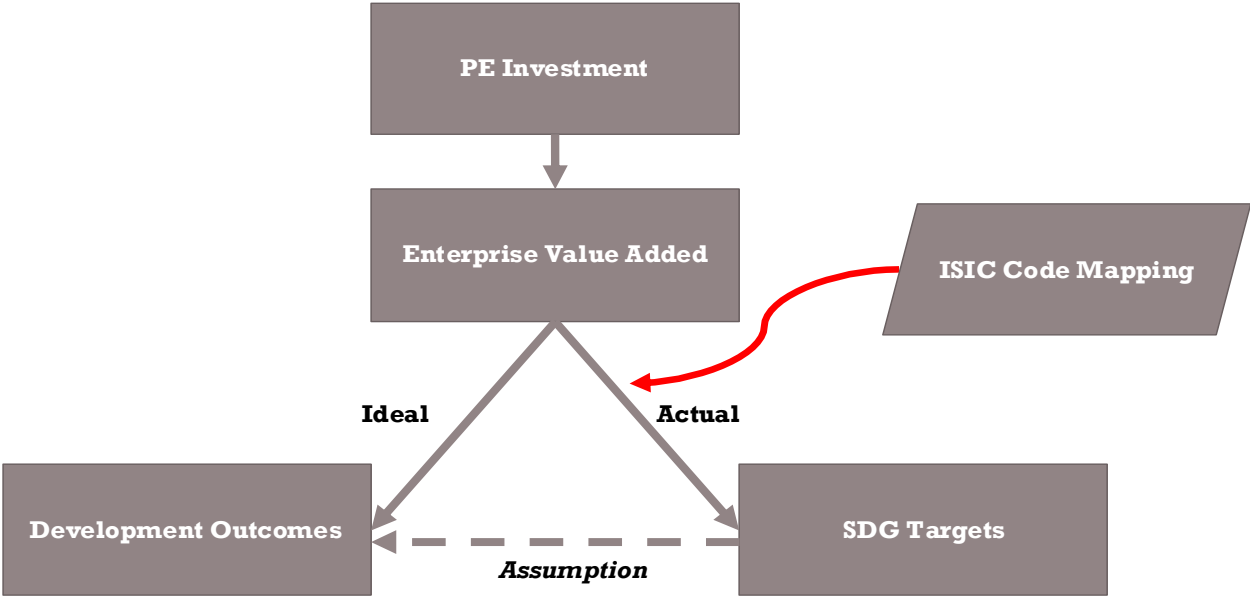 PE Investment
Enterprise Value Added
ISIC Code Mapping
Ideal
Actual
Development Outcomes
SDG Targets
Assumption